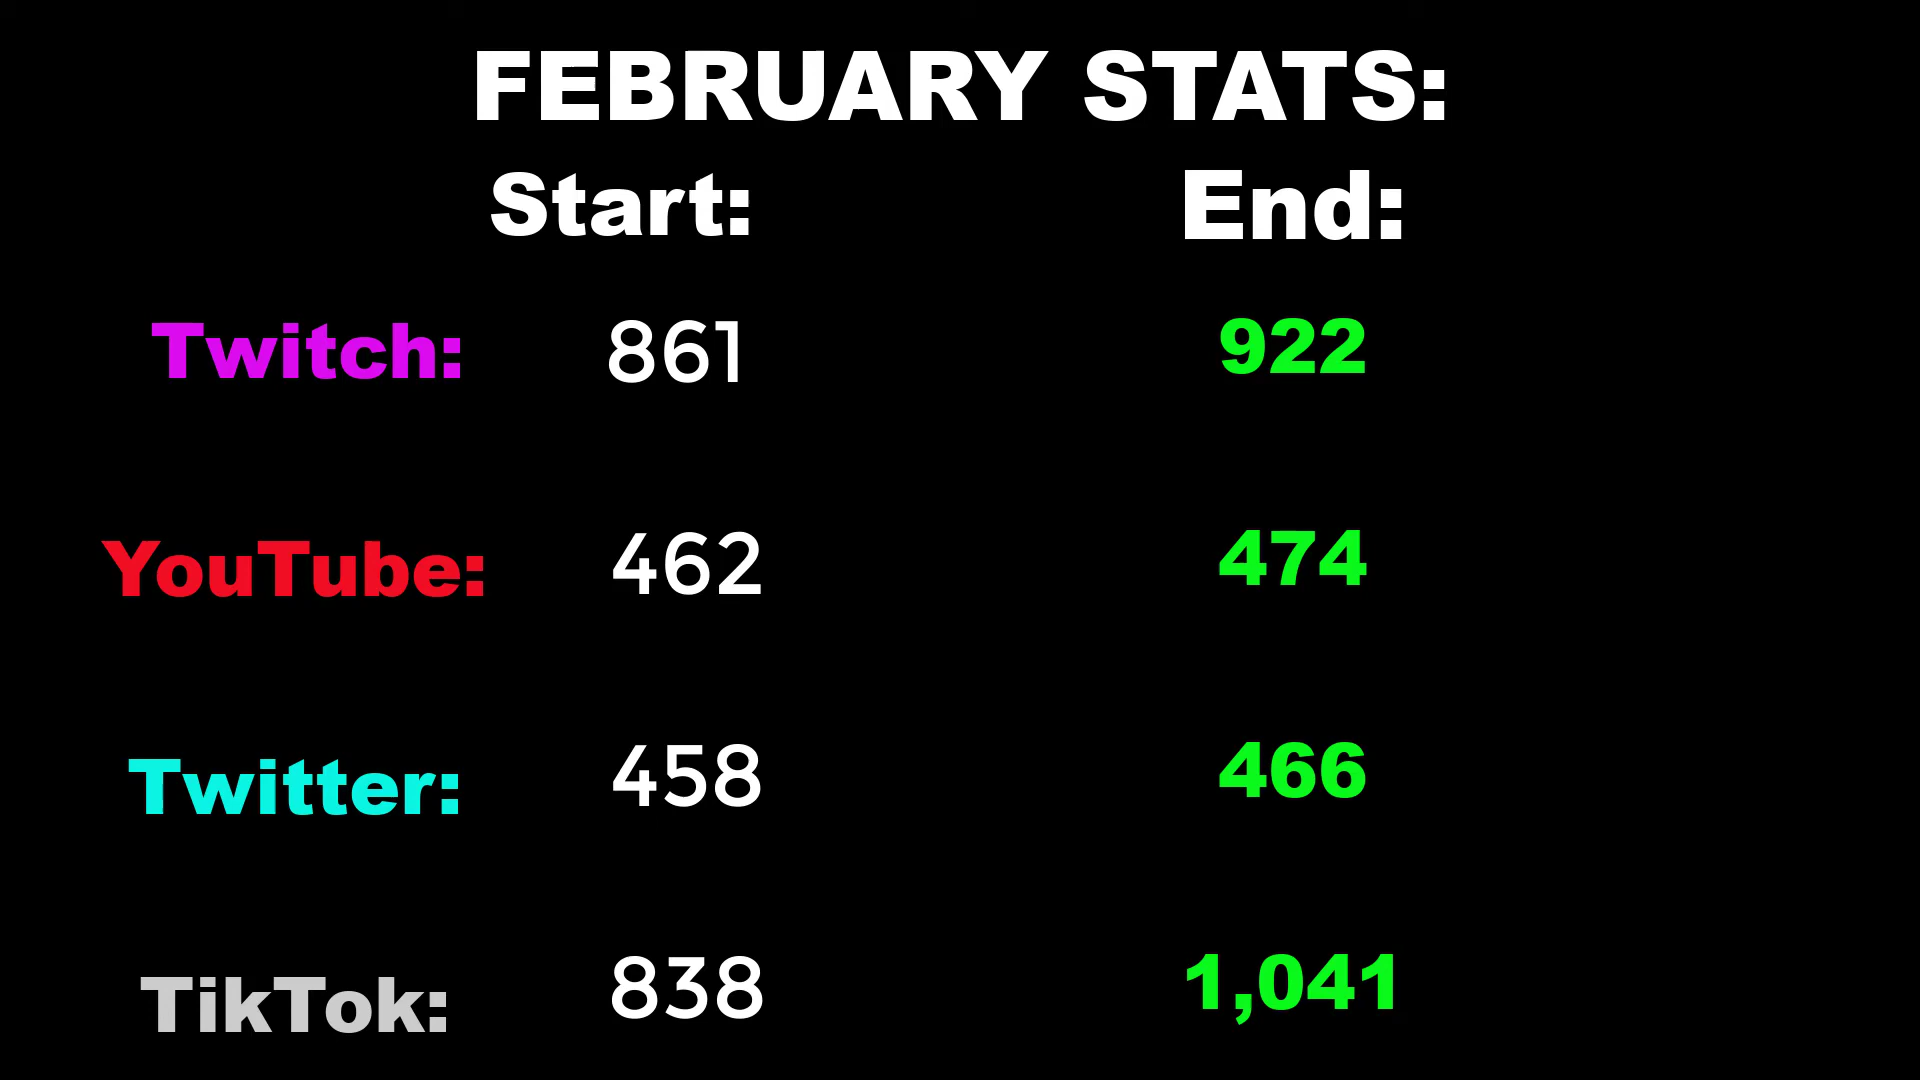 FEBRUARY STATS:
Start: End:
Twitch: 861 922
YouTube: 462 474
Twitter: 458 466
TikTok: 838 1,041